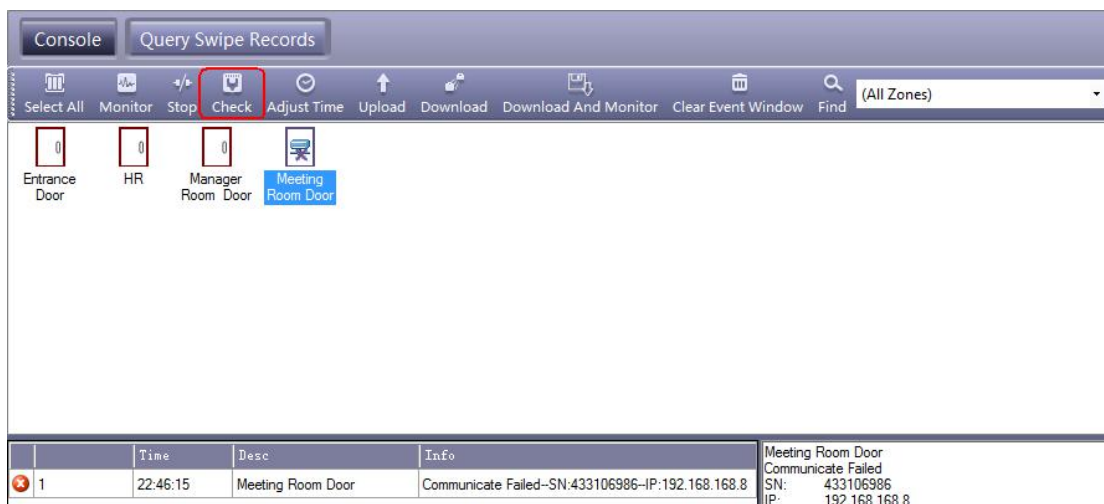 Console Query Swipe Records
Select All Monitor Stop Check Adjust Time Upload Download Download And Monitor Clear Event Window Find (All Zones)
Entrance Door
HR
Manager Room Door
Meeting Room Door
Time Desc Info
1 22:46:15 Meeting Room Door Communicate Failed--SN:433106986--IP:192.168.168.8
Meeting Room Door
Communicate Failed
SN: 433106986
IP: 192.168.168.8